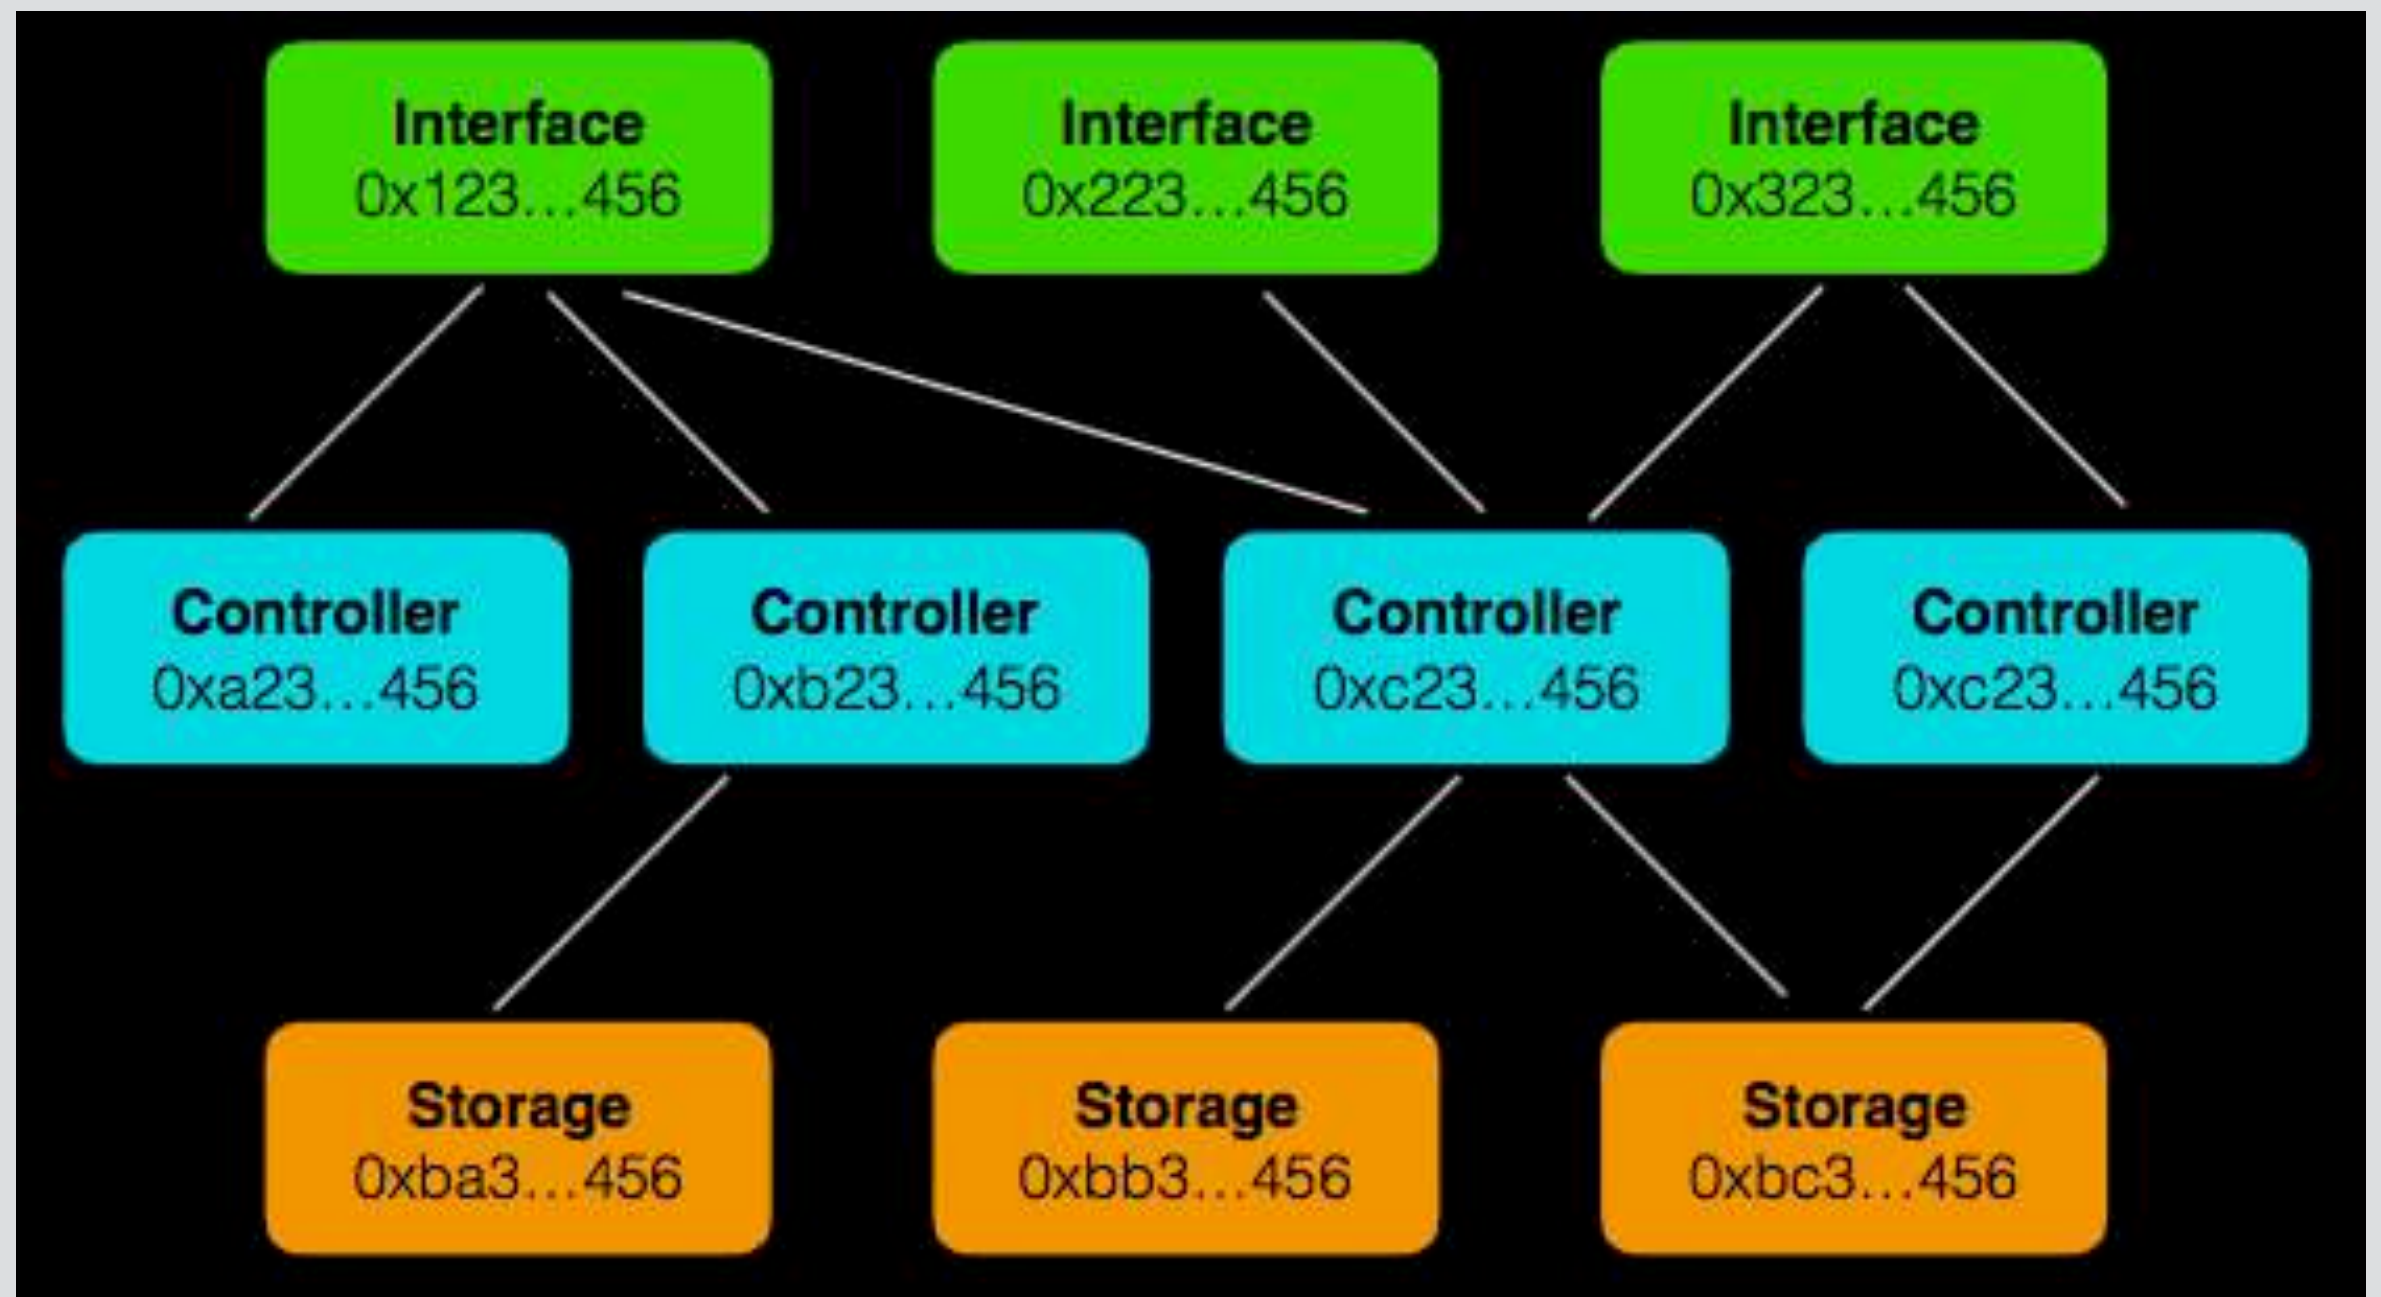 Interface
0x123...456
Interface
0x223...456
Interface
0x323...456
Controller
0xa23...456
Controller
0xb23...456
Controller
0xc23...456
Controller
0xc23...456
Storage
0xba3...456
Storage
0xbb3...456
Storage
0xbc3...456